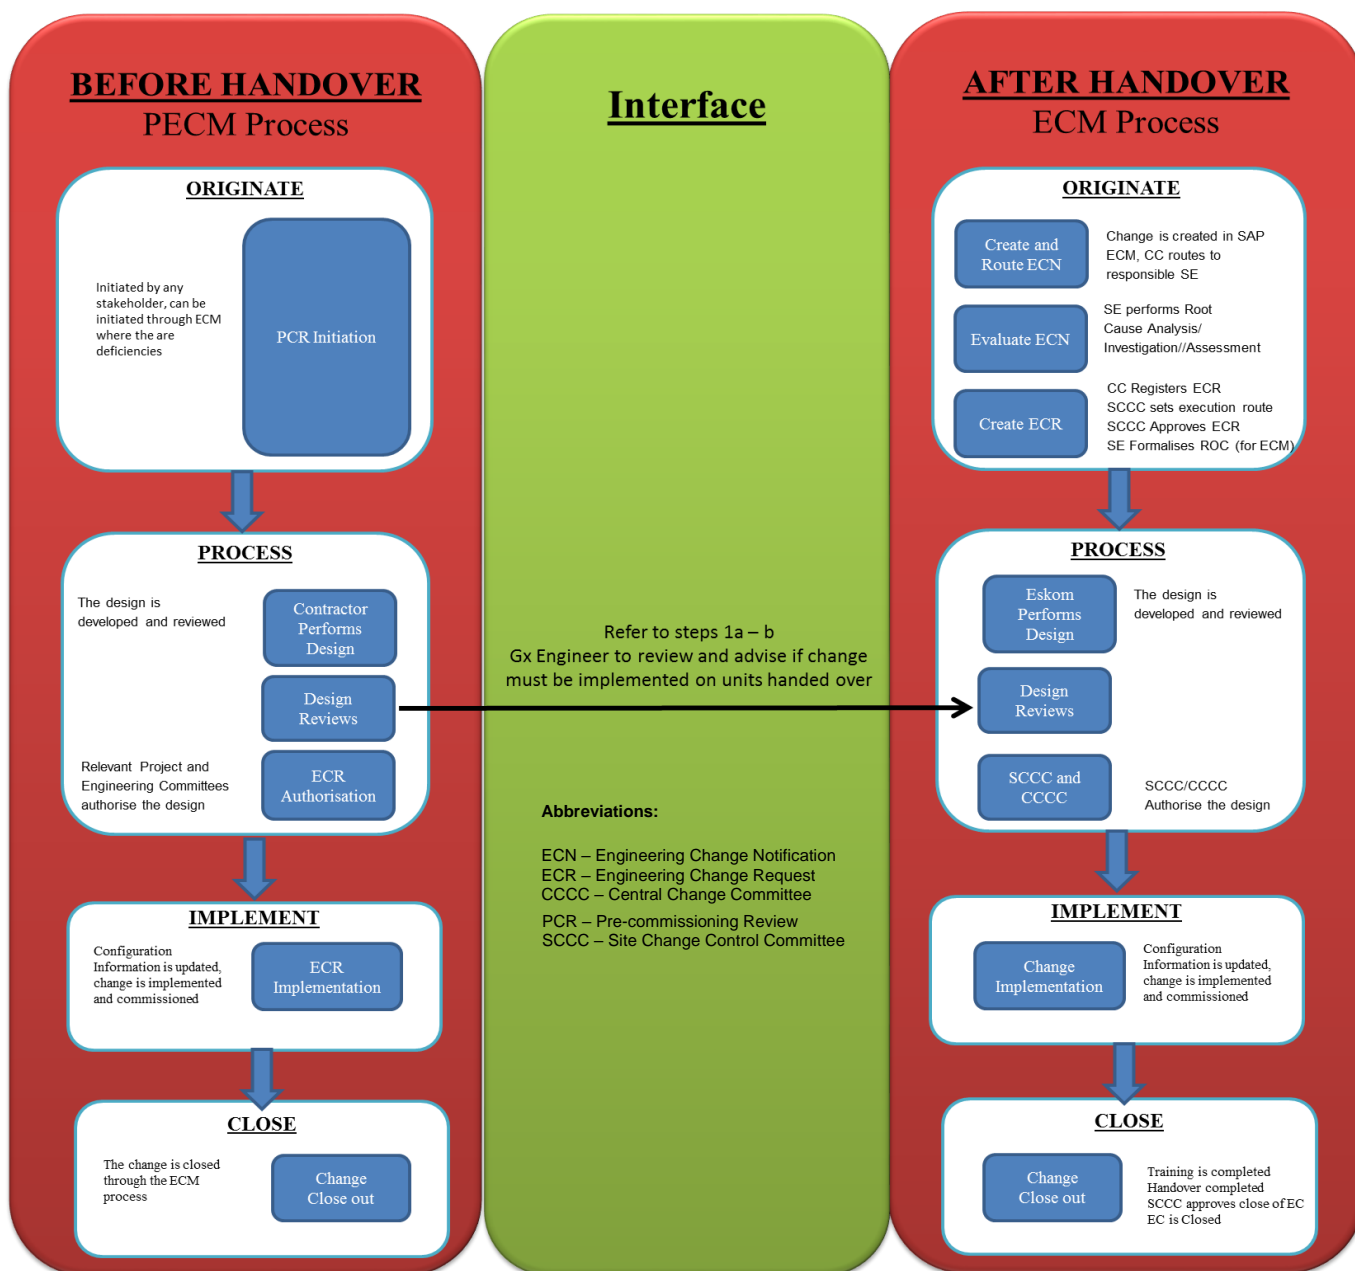 BEFORE HANDOVER
PECM Process
ORIGINATE
Initiated by any
stakeholder, can be
initiated through ECM
where the are
deficiencies
PCR Initiation
PROCESS
The design is
developed and reviewed
Contractor
Performs
Design
Design
Reviews
Relevant Project and
Engineering Committees
authorise the design
ECR
Authorisation
IMPLEMENT
Configuration
Information is updated,
change is implemented
and commissioned
ECR
Implementation
CLOSE
The change is closed
through the ECM
process
Change
Close out
Interface
Refer to steps 1a – b
Gx Engineer to review and advise if change
must be implemented on units handed over
Abbreviations:
ECN – Engineering Change Notification
ECR – Engineering Change Request
CCCC – Central Change Committee
PCR – Pre-commissioning Review
SCCC – Site Change Control Committee
AFTER HANDOVER
ECM Process
ORIGINATE
Create and
Route ECN
Change is created in SAP
ECM, CC routes to
responsible SE
Evaluate ECN
SE performs Root
Cause Analysis/
Investigation//Assessment
Create ECR
CC Registers ECR
SCCC sets execution route
SCCC Approves ECR
SE Formalises ROC (for ECM)
PROCESS
Eskom
Performs
Design
The design is
developed and reviewed
Design
Reviews
SCCC and
CCCC
SCCC/CCCC
Authorise the design
IMPLEMENT
Change
Implementation
Configuration
Information is updated,
change is implemented
and commissioned
CLOSE
Change
Close out
Training is completed
Handover completed
SCCC approves close of EC
EC is Closed